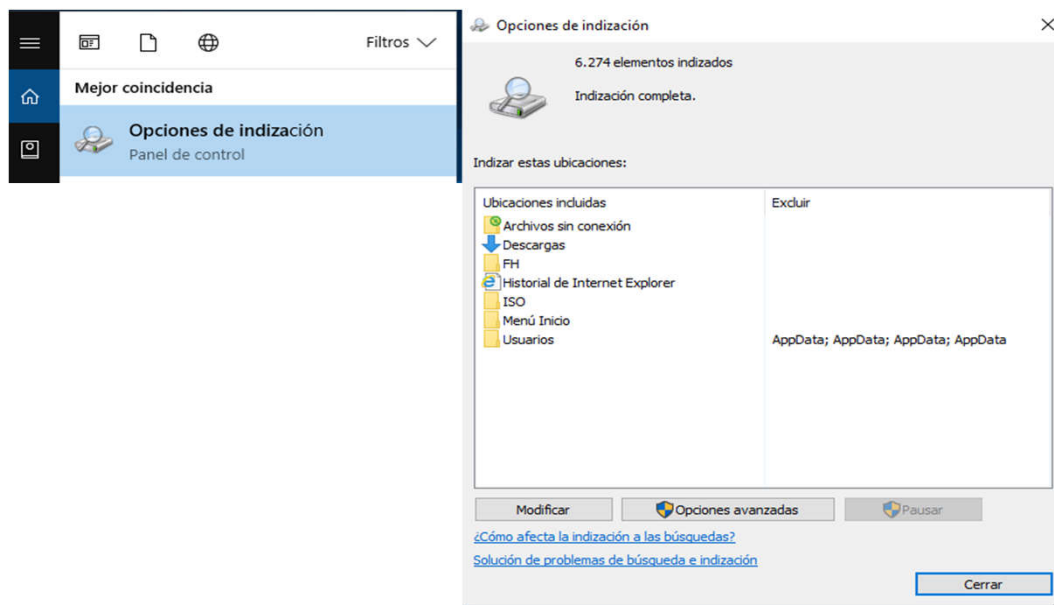 Filtros
Mejor coincidencia
Opciones de indización
Panel de control
Opciones de indización
6.274 elementos indizados
Indización completa.
Indizar estas ubicaciones:
Ubicaciones incluidas Excluir
Archivos sin conexión
Descargas
FH
Historial de Internet Explorer
ISO
Menú Inicio
Usuarios AppData; AppData; AppData; AppData
Modificar Opciones avanzadas Pausar
¿Cómo afecta la indización a las búsquedas?
Solución de problemas de búsqueda e indización
Cerrar